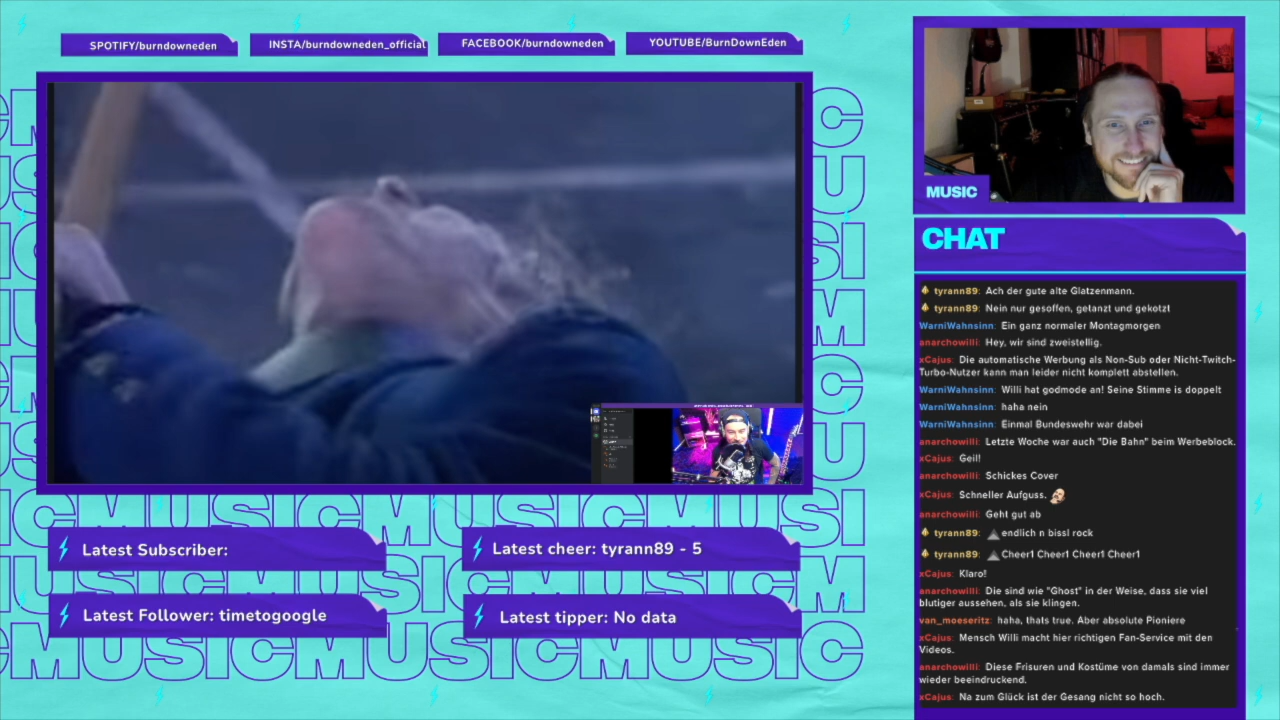 SPOTIFY/burndowneden
INSTA/burndowneden_official
FACEBOOK/burndowneden
YOUTUBE/BurnDownEden
MUSIC
CHAT
tyrann89: Ach der gute alte Glatzenmann.
tyrann89: Nein nur gesoffen, getanzt und gekotzt
WarniWahnsinn: Ein ganz normaler Montagmorgen
anarchowilli: Hey, wir sind zweistellig.
xCajus: Die automatische Werbung als Non-Sub oder Nicht-Twitch-
Turbo-Nutzer kann man leider nicht komplett abstellen.
WarniWahnsinn: Willi hat godmode an! Seine Stimme is doppelt
WarniWahnsinn: haha nein
WarniWahnsinn: Einmal Bundeswehr war dabei
anarchowilli: Letzte Woche war auch "Die Bahn" beim Werbeblock.
xCajus: Geil!
anarchowilli: Schickes Cover
xCajus: Schneller Aufguss.
anarchowilli: Geht gut ab
tyrann89: endlich n bissl rock
tyrann89: Cheer1 Cheer1 Cheer1 Cheer1
xCajus: Klaro!
anarchowilli: Die sind wie "Ghost" in der Weise, dass sie viel
blutiger aussehen, als sie klingen.
van_moeseritz: haha, thats true. Aber absolute Pioniere
xCajus: Mensch Willi macht hier richtigen Fan-Service mit den
Videos.
anarchowilli: Diese Frisuren und Kostüme von damals sind immer
wieder beeindruckend.
xCajus: Na zum Glück ist der Gesang nicht so hoch.
Latest Subscriber:
Latest cheer: tyrann89 - 5
Latest Follower: timetogoogle
Latest tipper: No data
CMUSICMUSICMUSICMUSI
USICMUSICMUSICMUSICM
MUSICMUSICMUSICMUSIC